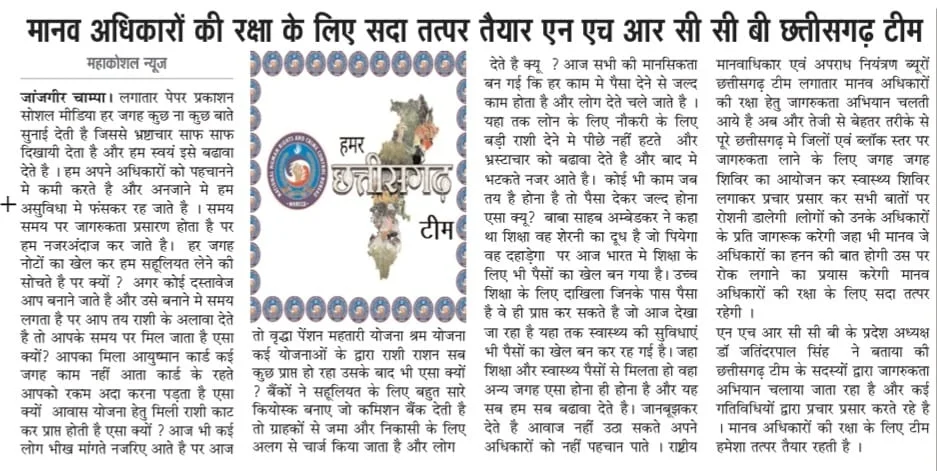 मानव अधिकारों की रक्षा के लिए सदा तत्पर तैयार एन एच आर सी सी बी छत्तीसगढ़ टीम
महाकोशल न्यूज
जांजगीर चाम्पा। लगातार पेपर प्रकाशन
सोशल मीडिया हर जगह कुछ ना कुछ बाते
सुनाई देती है जिससे भ्रष्टाचार साफ साफ
दिखायी देता है और हम स्वयं इसे बढावा
देते है । हम अपने अधिकारों को पहचानने
मे कमी करते है और अनजाने मे हम
असुविधा मे फंसकर रह जाते है । समय
समय पर जागरुकता प्रसारण होता है पर
हम नजरअंदाज कर जाते है। हर जगह
नोटों का खेल कर हम सहूलियत लेने की
सोचते है पर क्यों ? अगर कोई दस्तावेज
आप बनाने जाते है और उसे बनाने मे समय
लगता है पर आप तय राशी के अलावा देते
है तो आपके समय पर मिल जाता है एसा
क्यों? आपका मिला आयुष्मान कार्ड कई
जगह काम नहीं आता कार्ड के रहते
आपको रकम अदा करना पड़ता है एसा
क्यों आवास योजना हेतु मिली राशी काट
कर प्राप्त होती है एसा क्यों ? आज भी कई
लोग भीख मांगते नजरिए आते है पर आज
हमर
छत्तीसगढ़
टीम
तो वृद्धा पेंशन महतारी योजना श्रम योजना
कई योजनाओं के द्वारा राशी राशन सब
कुछ प्राप्त हो रहा उसके बाद भी एसा क्यों
? बैंकों ने सहूलियत के लिए बहुत सारे
कियोस्क बनाए जो कमिशन बैंक देती है
तो ग्राहकों से जमा और निकासी के लिए
अलग से चार्ज किया जाता है और लोग
देते है क्यू ? आज सभी की मानसिकता
बन गई कि हर काम मे पैसा देने से जल्द
काम होता है और लोग देते चले जाते है ।
यहा तक लोन के लिए नौकरी के लिए
बड़ी राशी देने मे पीछे नहीं हटते और
भ्रस्टाचार को बढावा देते है और बाद मे
भटकते नजर आते है। कोई भी काम जब
तय है होना है तो पैसा देकर जल्द होना
एसा क्यू? बाबा साहब अम्बेडकर ने कहा
था शिक्षा वह शेरनी का दूध है जो पियेगा
वह दहाड़ेगा पर आज भारत मे शिक्षा के
लिए भी पैसों का खेल बन गया है। उच्च
शिक्षा के लिए दाखिला जिनके पास पैसा
है वे ही प्राप्त कर सकते है जो आज देखा
जा रहा है यहा तक स्वास्थ्य की सुविधाएं
भी पैसों का खेल बन कर रह गई है। जहा
शिक्षा और स्वास्थ्य पैसों से मिलता हो वहा
अन्य जगह एसा होना ही होना है और यह
सब हम सब बढावा देते है। जानबूझकर
देते है आवाज नहीं उठा सकते अपने
अधिकारों को नहीं पहचान पाते । राष्ट्रीय
मानवाधिकार एवं अपराध नियंत्रण ब्यूरों
छत्तीसगढ़ टीम लगातार मानव अधिकारों
की रक्षा हेतु जागरुकता अभियान चलती
आये है अब और तेजी से बेहतर तरीके से
पूरे छत्तीसगढ़ मे जिलों एवं ब्लॉक स्तर पर
जागरुकता लाने के लिए जगह जगह
शिविर का आयोजन कर स्वास्थ्य शिविर
लगाकर प्रचार प्रसार कर सभी बातों पर
रोशनी डालेगी ।लोगों को उनके अधिकारों
के प्रति जागरूक करेगी जहा भी मानव जे
अधिकारों का हनन की बात होगी उस पर
रोक लगाने का प्रयास करेगी मानव
अधिकारों की रक्षा के लिए सदा तत्पर
रहेगी ।
एन एच आर सी सी बी के प्रदेश अध्यक्ष
डॉ जतिंदरपाल सिंह ने बताया की
छत्तीसगढ़ टीम के सदस्यों द्वारा जागरुकता
अभियान चलाया जाता रहा है और कई
गतिविधियों द्वारा प्रचार प्रसार करते रहे है
। मानव अधिकारों की रक्षा के लिए टीम
हमेशा तत्पर तैयार रहती है ।